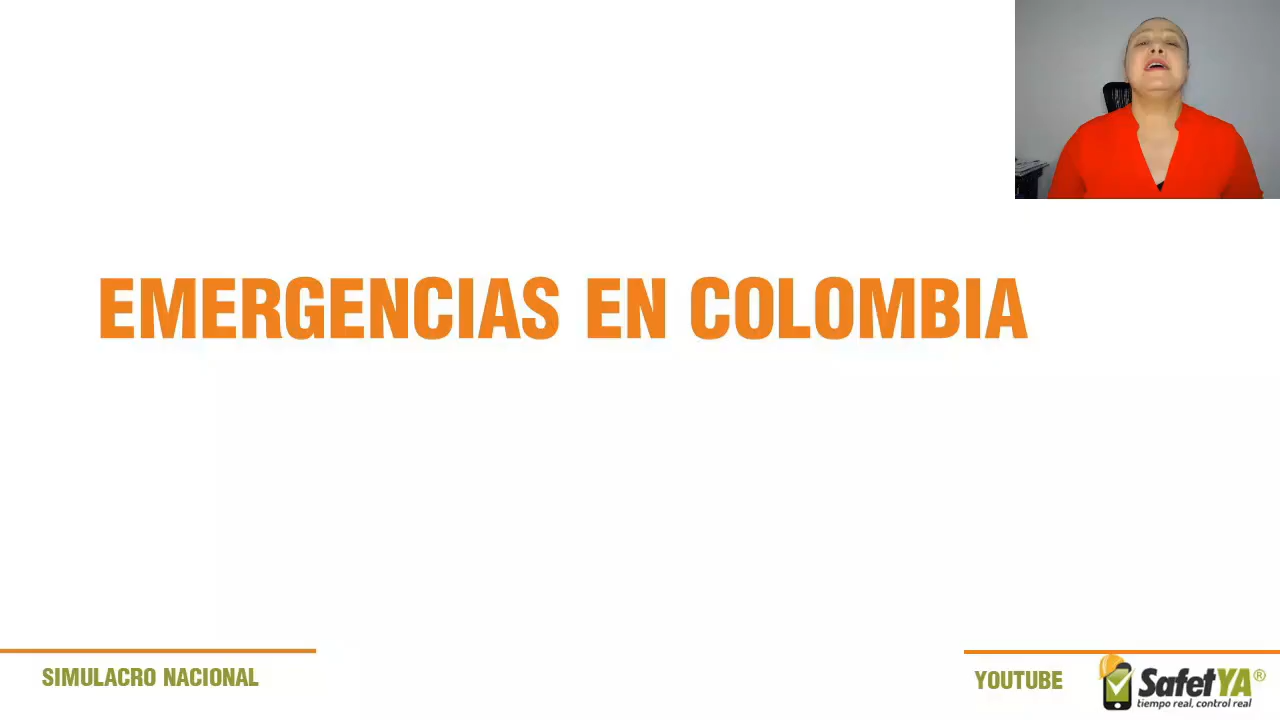 EMERGENCIAS EN COLOMBIA
SIMULACRO NACIONAL
YOUTUBE
SafetYA®
tiempo real, control real